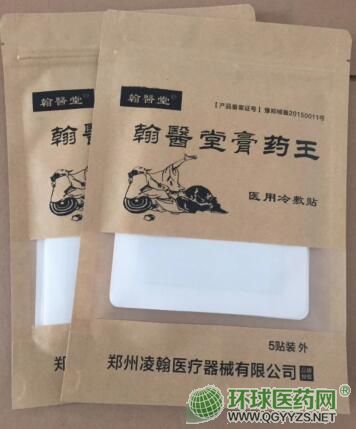 翰醫堂®
翰醫堂®
【产品备案证号】豫郑械备20150011号
翰醫堂膏药王
医用冷敷贴
5贴装 外
郑州凌翰医疗器械有限公司
郑州
环球医药网
www.QGYYZS.net